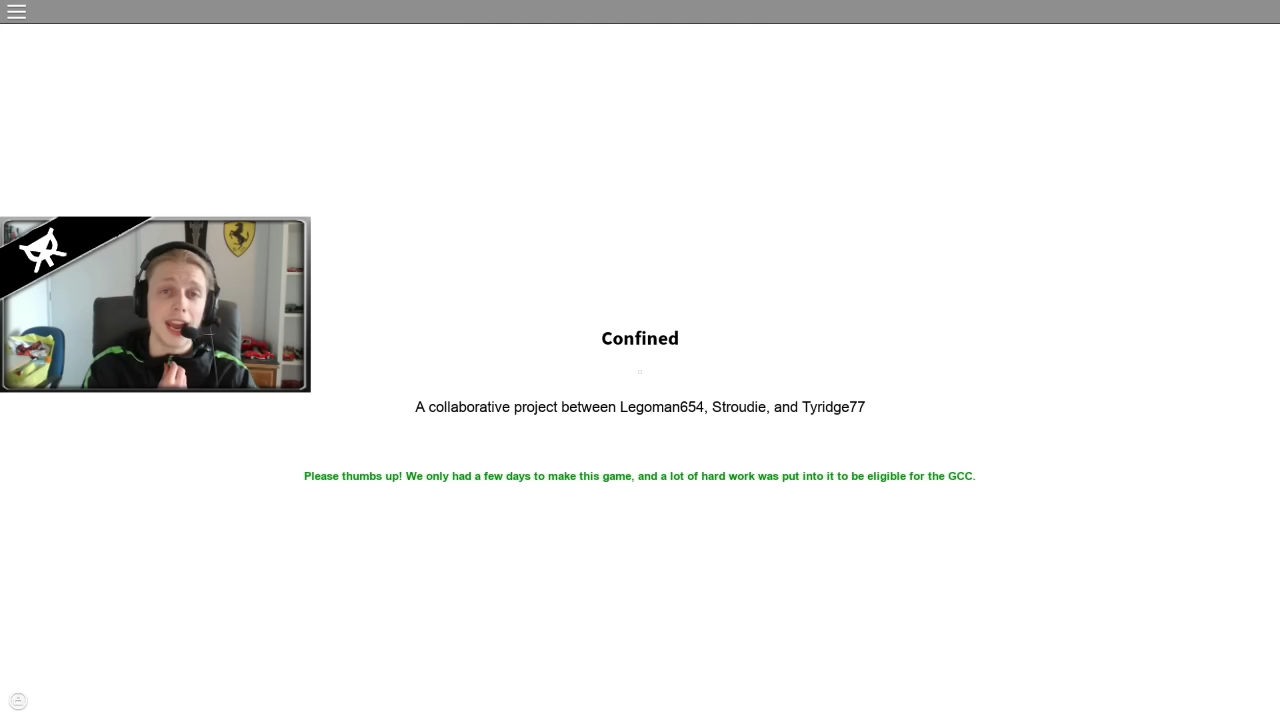 Confined
A collaborative project between Legoman654, Stroudie, and Tyridge77
Please thumbs up! We only had a few days to make this game, and a lot of hard work was put into it to be eligible for the GCC.